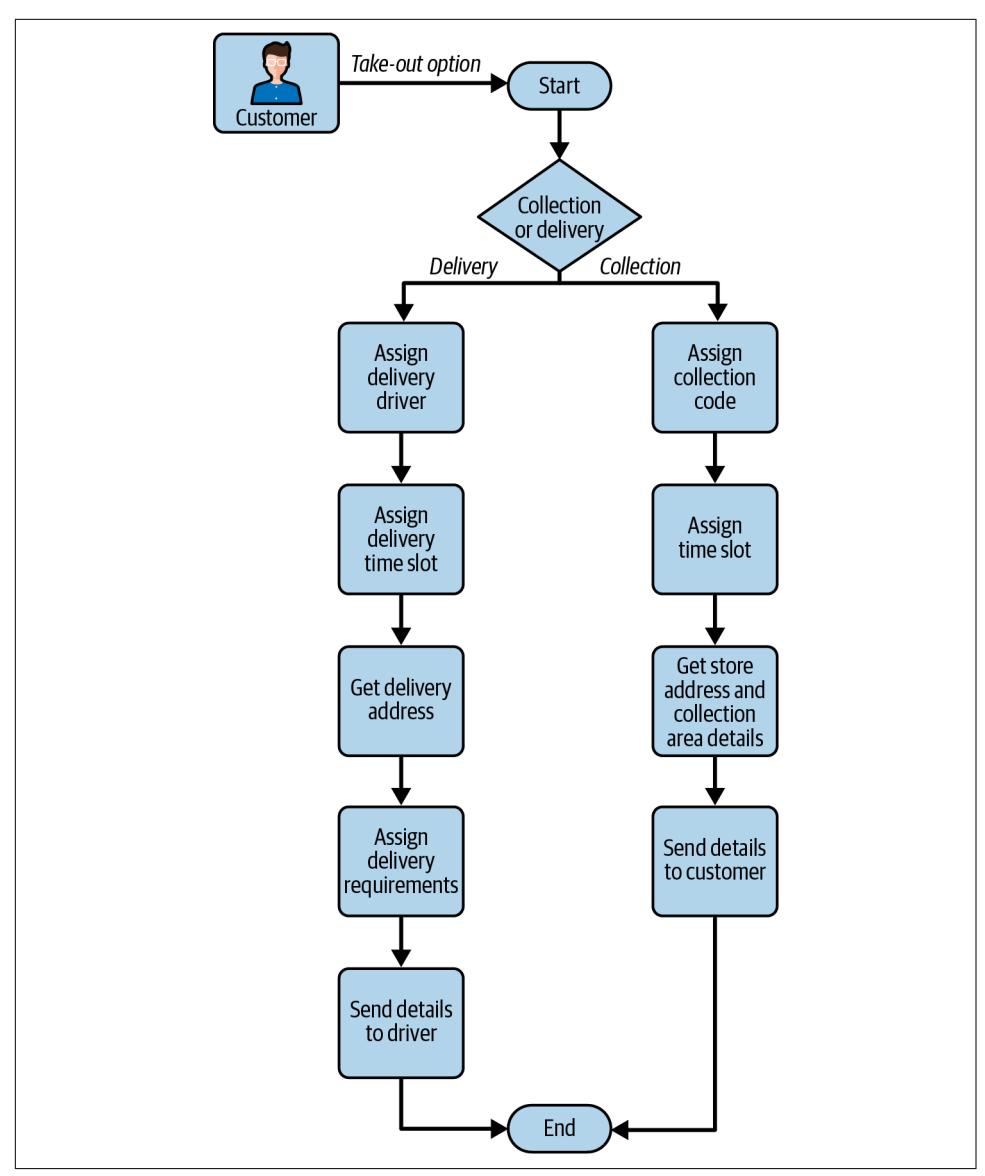 Take-out option
Customer
Start
Collection
or delivery
Delivery
Collection
Assign
delivery
driver
Assign
collection
code
Assign
delivery
time slot
Assign
time slot
Get delivery
address
Get store
address and
collection
area details
Assign
delivery
requirements
Send details
to customer
Send details
to driver
End